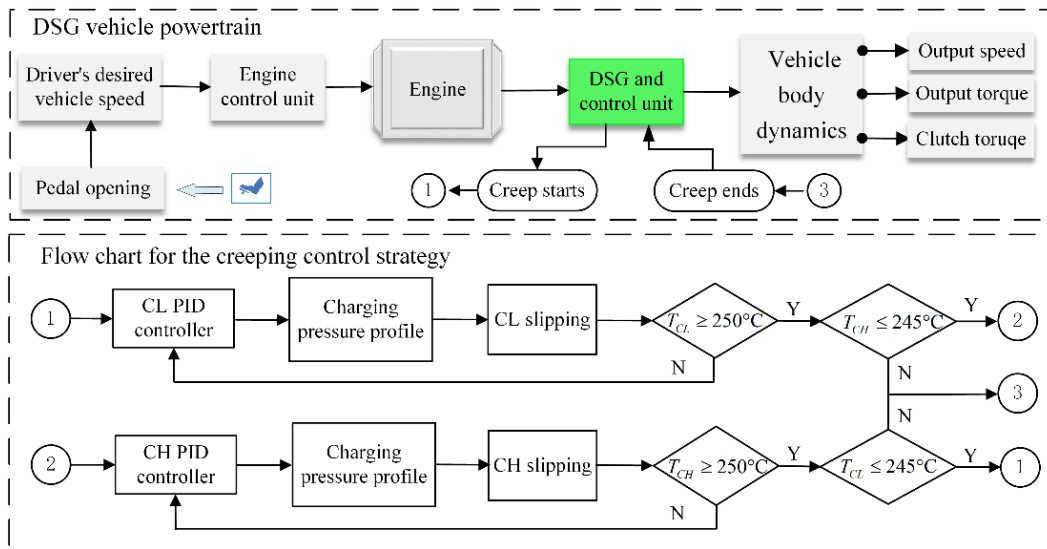 DSG vehicle powertrain
Driver's desired
vehicle speed
Engine
control unit
Engine
DSG and
control unit
Vehicle
body
dynamics
Output speed
Output torque
Clutch toruqe
Pedal opening
1
Creep starts
Creep ends
3
Flow chart for the creeping control strategy
1
CL PID
controller
Charging
pressure profile
CL slipping
T_CL ≥ 250°C
Y
T_CH ≤ 245°C
Y
2
N
N
3
N
2
CH PID
controller
Charging
pressure profile
CH slipping
T_CH ≥ 250°C
Y
T_CL ≤ 245°C
Y
1
N